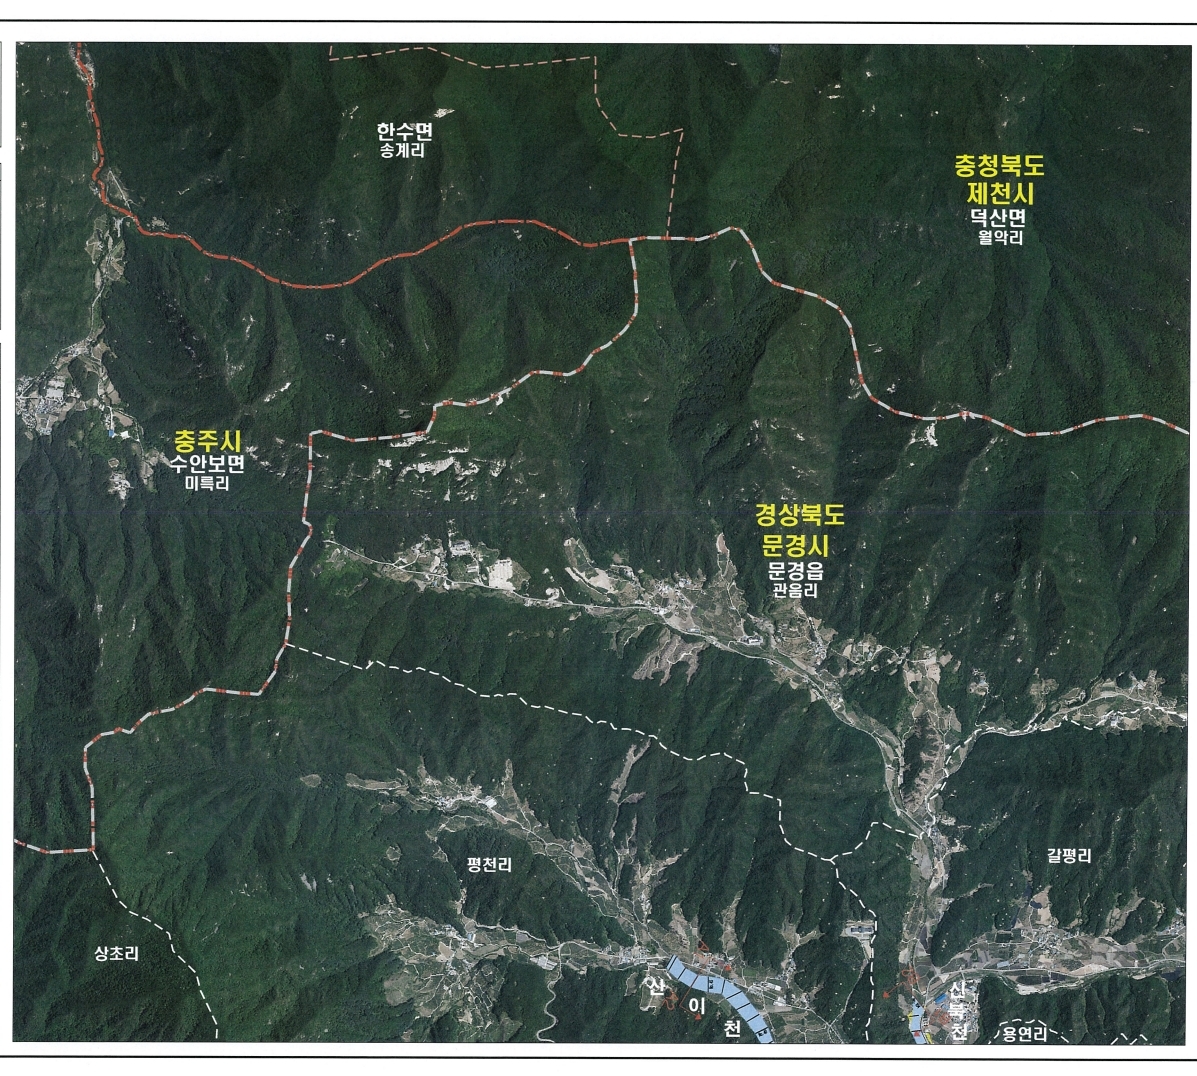 한수면
송계리
충청북도
제천시
덕산면
월악리
충주시
수안보면
미륵리
경상북도
문경시
문경읍
관음리
평천리
갈평리
상초리
신
이
천
신
북
천
용연리